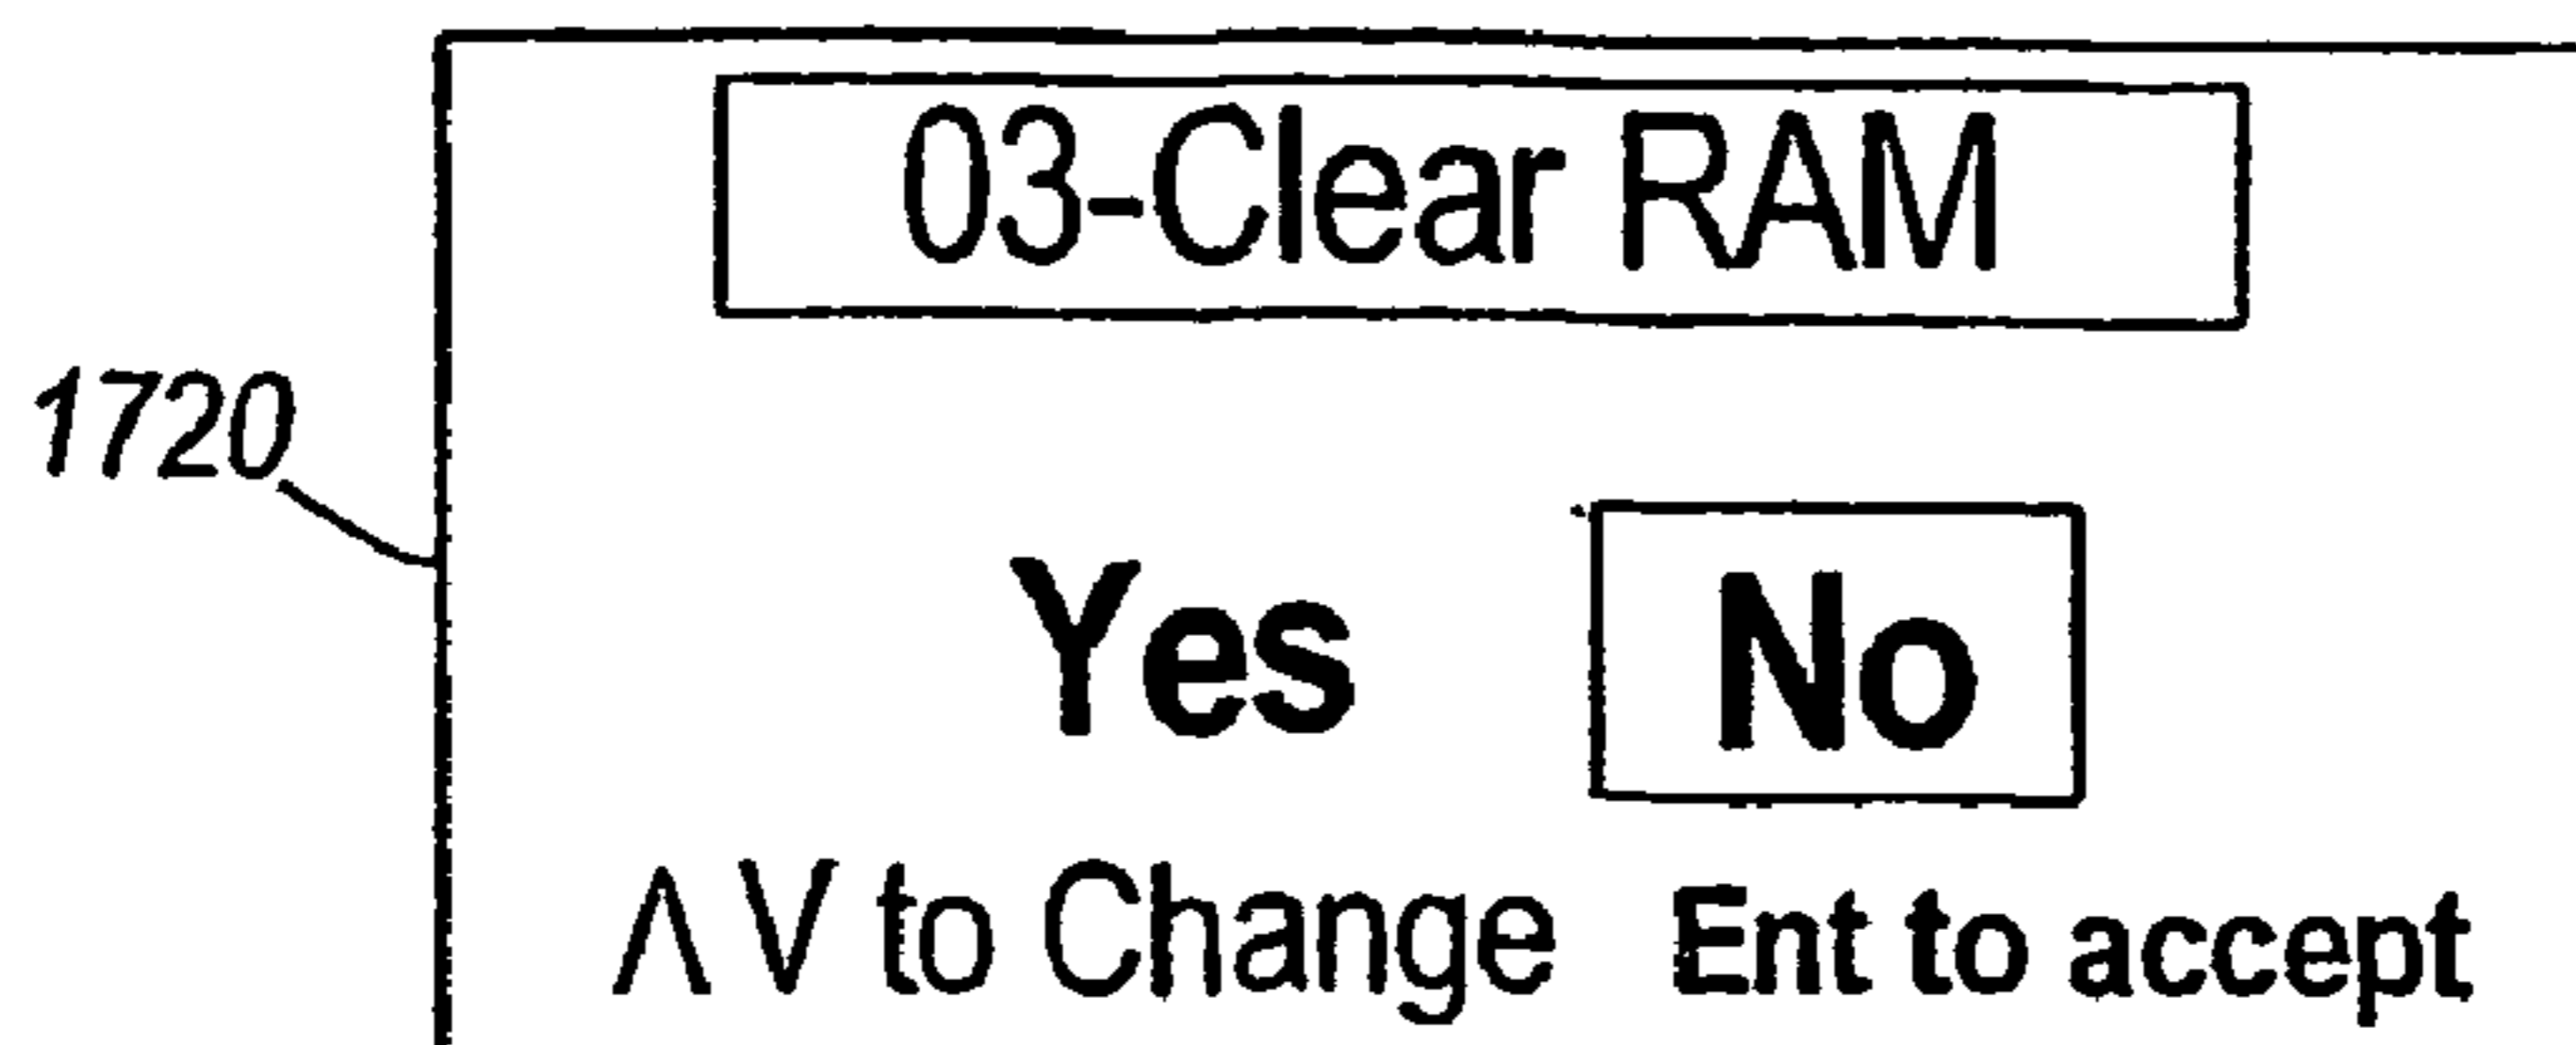 03-Clear RAM
1720
Yes No
Λ V to Change Ent to accept